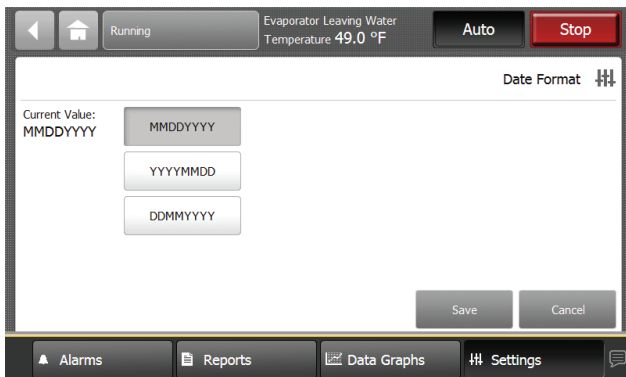 Running
Evaporator Leaving Water
Temperature 49.0 °F
Auto
Stop
Date Format
Current Value:
MMDDYYYY
MMDDYYYY
YYYYMMDD
DDMMYYYY
Save
Cancel
Alarms
Reports
Data Graphs
Settings